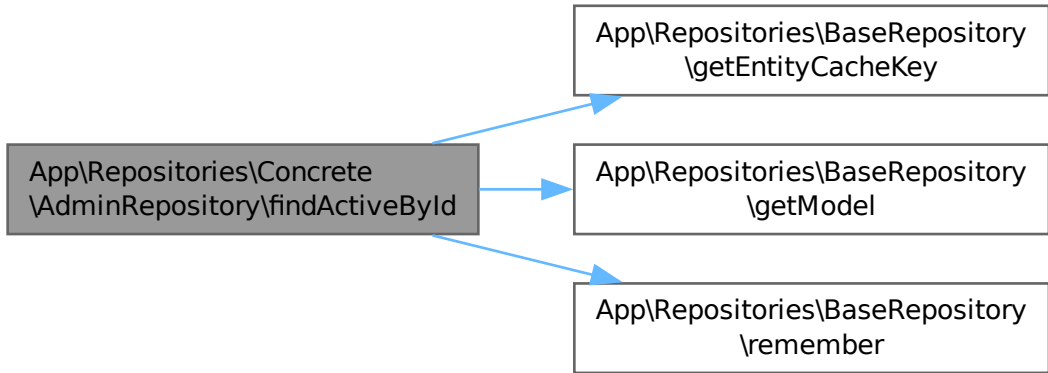 App\Repositories\Concrete
\AdminRepository\findActiveById
App\Repositories\BaseRepository
\getEntityCacheKey
App\Repositories\BaseRepository
\getModel
App\Repositories\BaseRepository
\remember